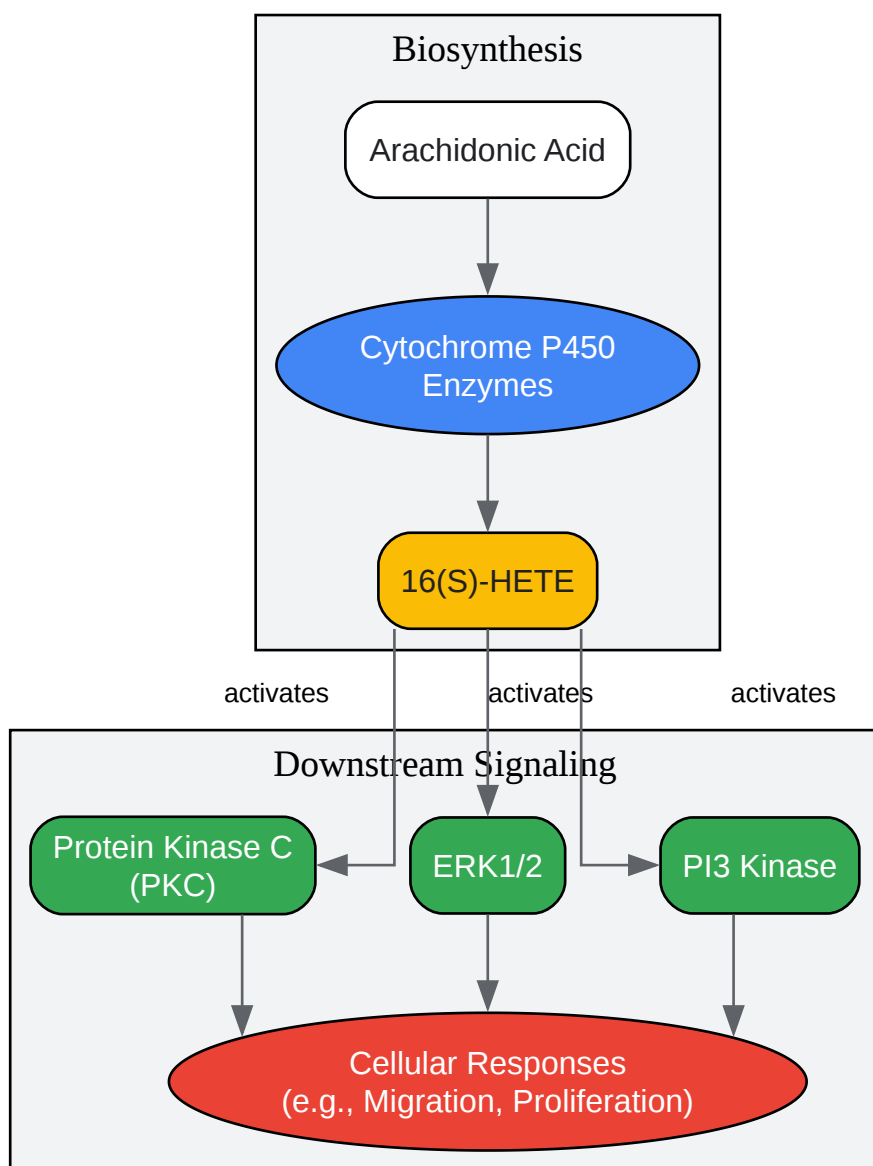 Biosynthesis
Arachidonic Acid
Cytochrome P450
Enzymes
16(S)-HETE
activates
activates
activates
Downstream Signaling
Protein Kinase C
(PKC)
ERK1/2
PI3 Kinase
Cellular Responses
(e.g., Migration, Proliferation)